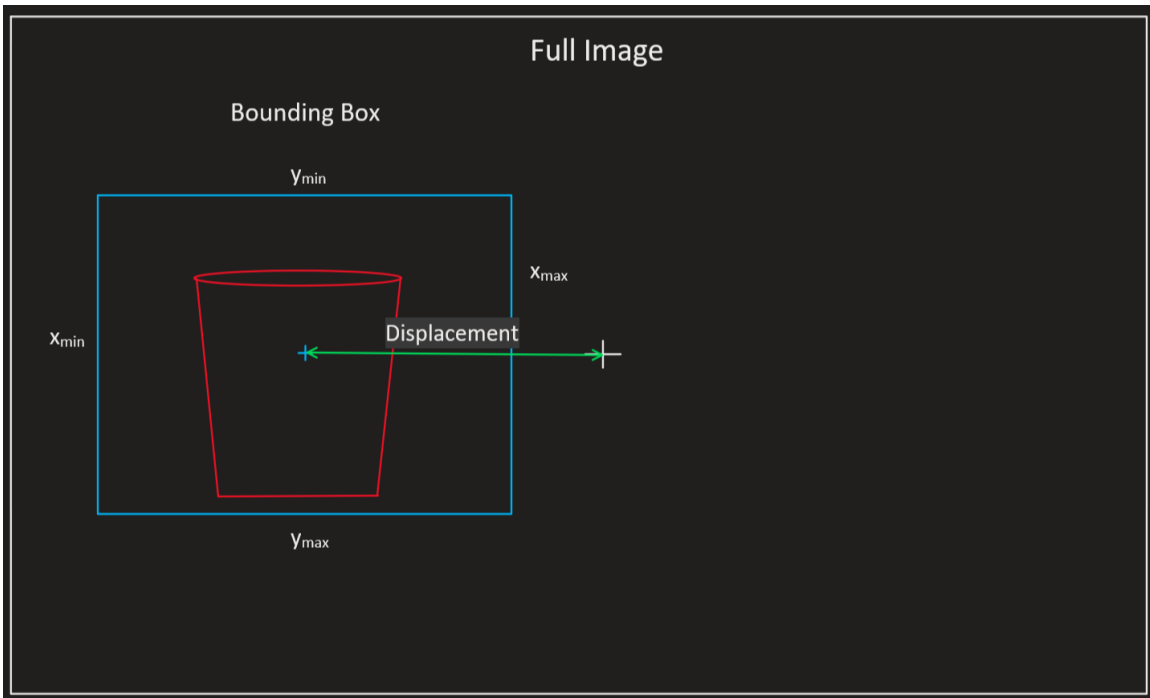 Full Image
Bounding Box
ymin
xmax
Displacement
xmin
ymax